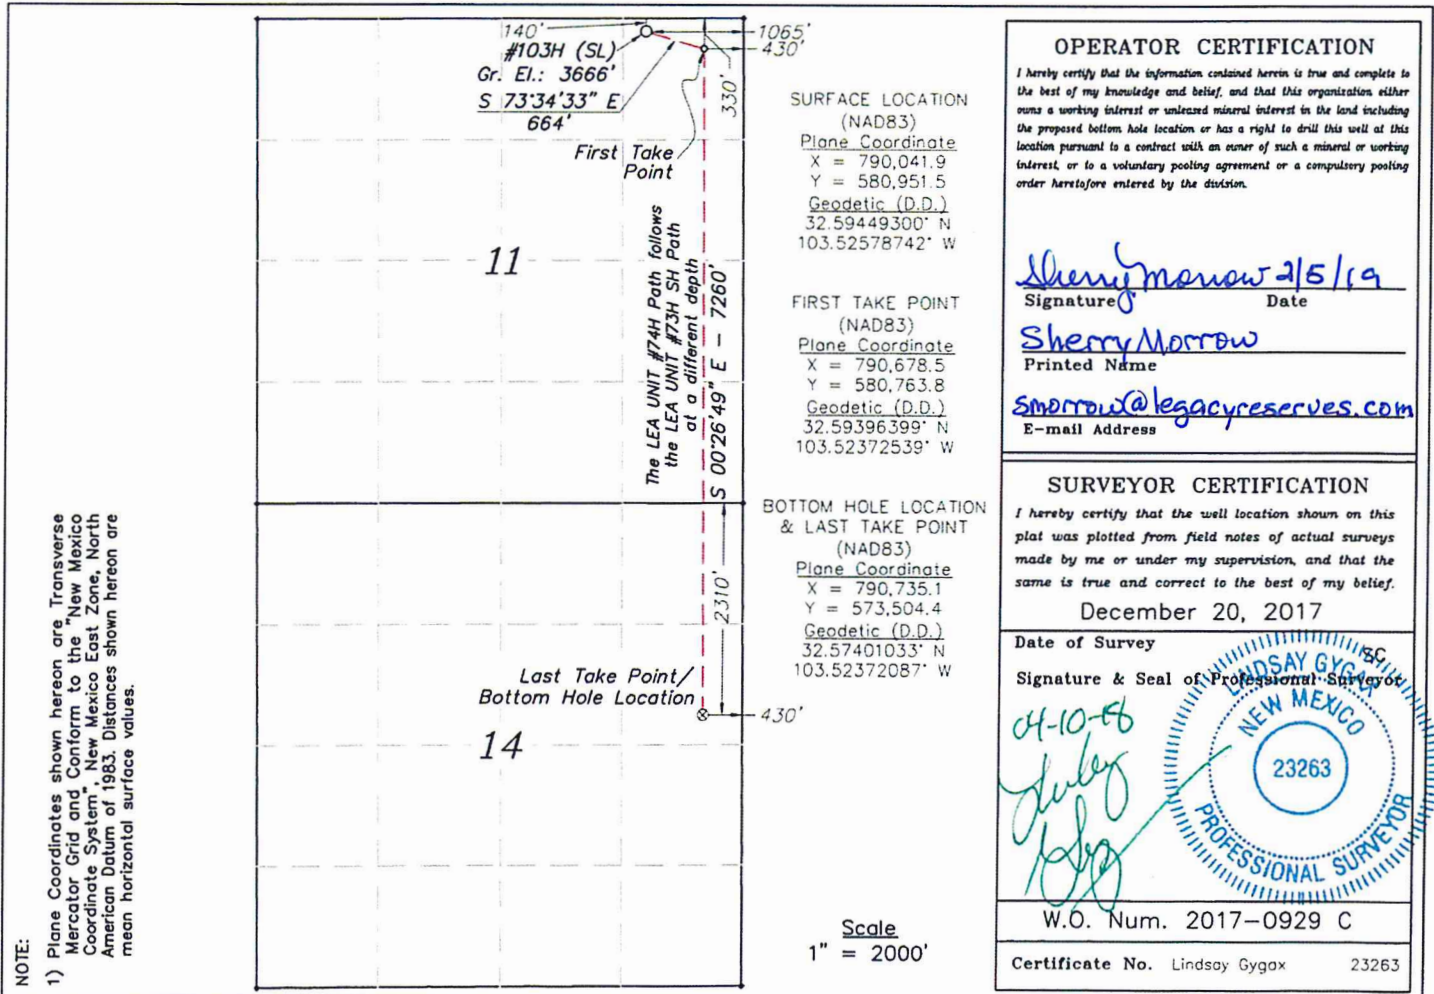 NOTE:
1) Plane Coordinates shown hereon are Transverse
Mercator Grid and Conform to the "New Mexico
Coordinate System", New Mexico East Zone, North
American Datum of 1983. Distances shown hereon are
mean horizontal surface values.
140'
1065'
#103H (SL)
430'
Gr. El.: 3666'
S 73°34'33" E
664'
330'
First Take
Point
11
The LEA UNIT #74H Path follows
the LEA UNIT #73H SH Path
at a different depth
S 00°26'49" E - 7260'
2310'
Last Take Point/
Bottom Hole Location
430'
14
SURFACE LOCATION
(NAD83)
Plane Coordinate
X = 790,041.9
Y = 580,951.5
Geodetic (D.D.)
32.59449300° N
103.52578742° W
FIRST TAKE POINT
(NAD83)
Plane Coordinate
X = 790,678.5
Y = 580,763.8
Geodetic (D.D.)
32.59396399° N
103.52372539° W
BOTTOM HOLE LOCATION
& LAST TAKE POINT
(NAD83)
Plane Coordinate
X = 790,735.1
Y = 573,504.4
Geodetic (D.D.)
32.57401033° N
103.52372087° W
Scale
1" = 2000'
OPERATOR CERTIFICATION
I hereby certify that the information contained herein is true and complete to
the best of my knowledge and belief, and that this organization either
owns a working interest or unleased mineral interest in the land including
the proposed bottom hole location or has a right to drill this well at this
location pursuant to a contract with an owner of such a mineral or working
interest, or to a voluntary pooling agreement or a compulsory pooling
order heretofore entered by the division.
Sherry Morrow 2/5/19
Signature Date
Sherry Morrow
Printed Name
smorrow@legacyreserves.com
E-mail Address
SURVEYOR CERTIFICATION
I hereby certify that the well location shown on this
plat was plotted from field notes of actual surveys
made by me or under my supervision, and that the
same is true and correct to the best of my belief.
December 20, 2017
Date of Survey
SC
Signature & Seal of Professional Surveyor
04-10-18
LINDSAY GYGAX
NEW MEXICO
23263
PROFESSIONAL SURVEYOR
W.O. Num. 2017-0929 C
Certificate No. Lindsay Gygax 23263